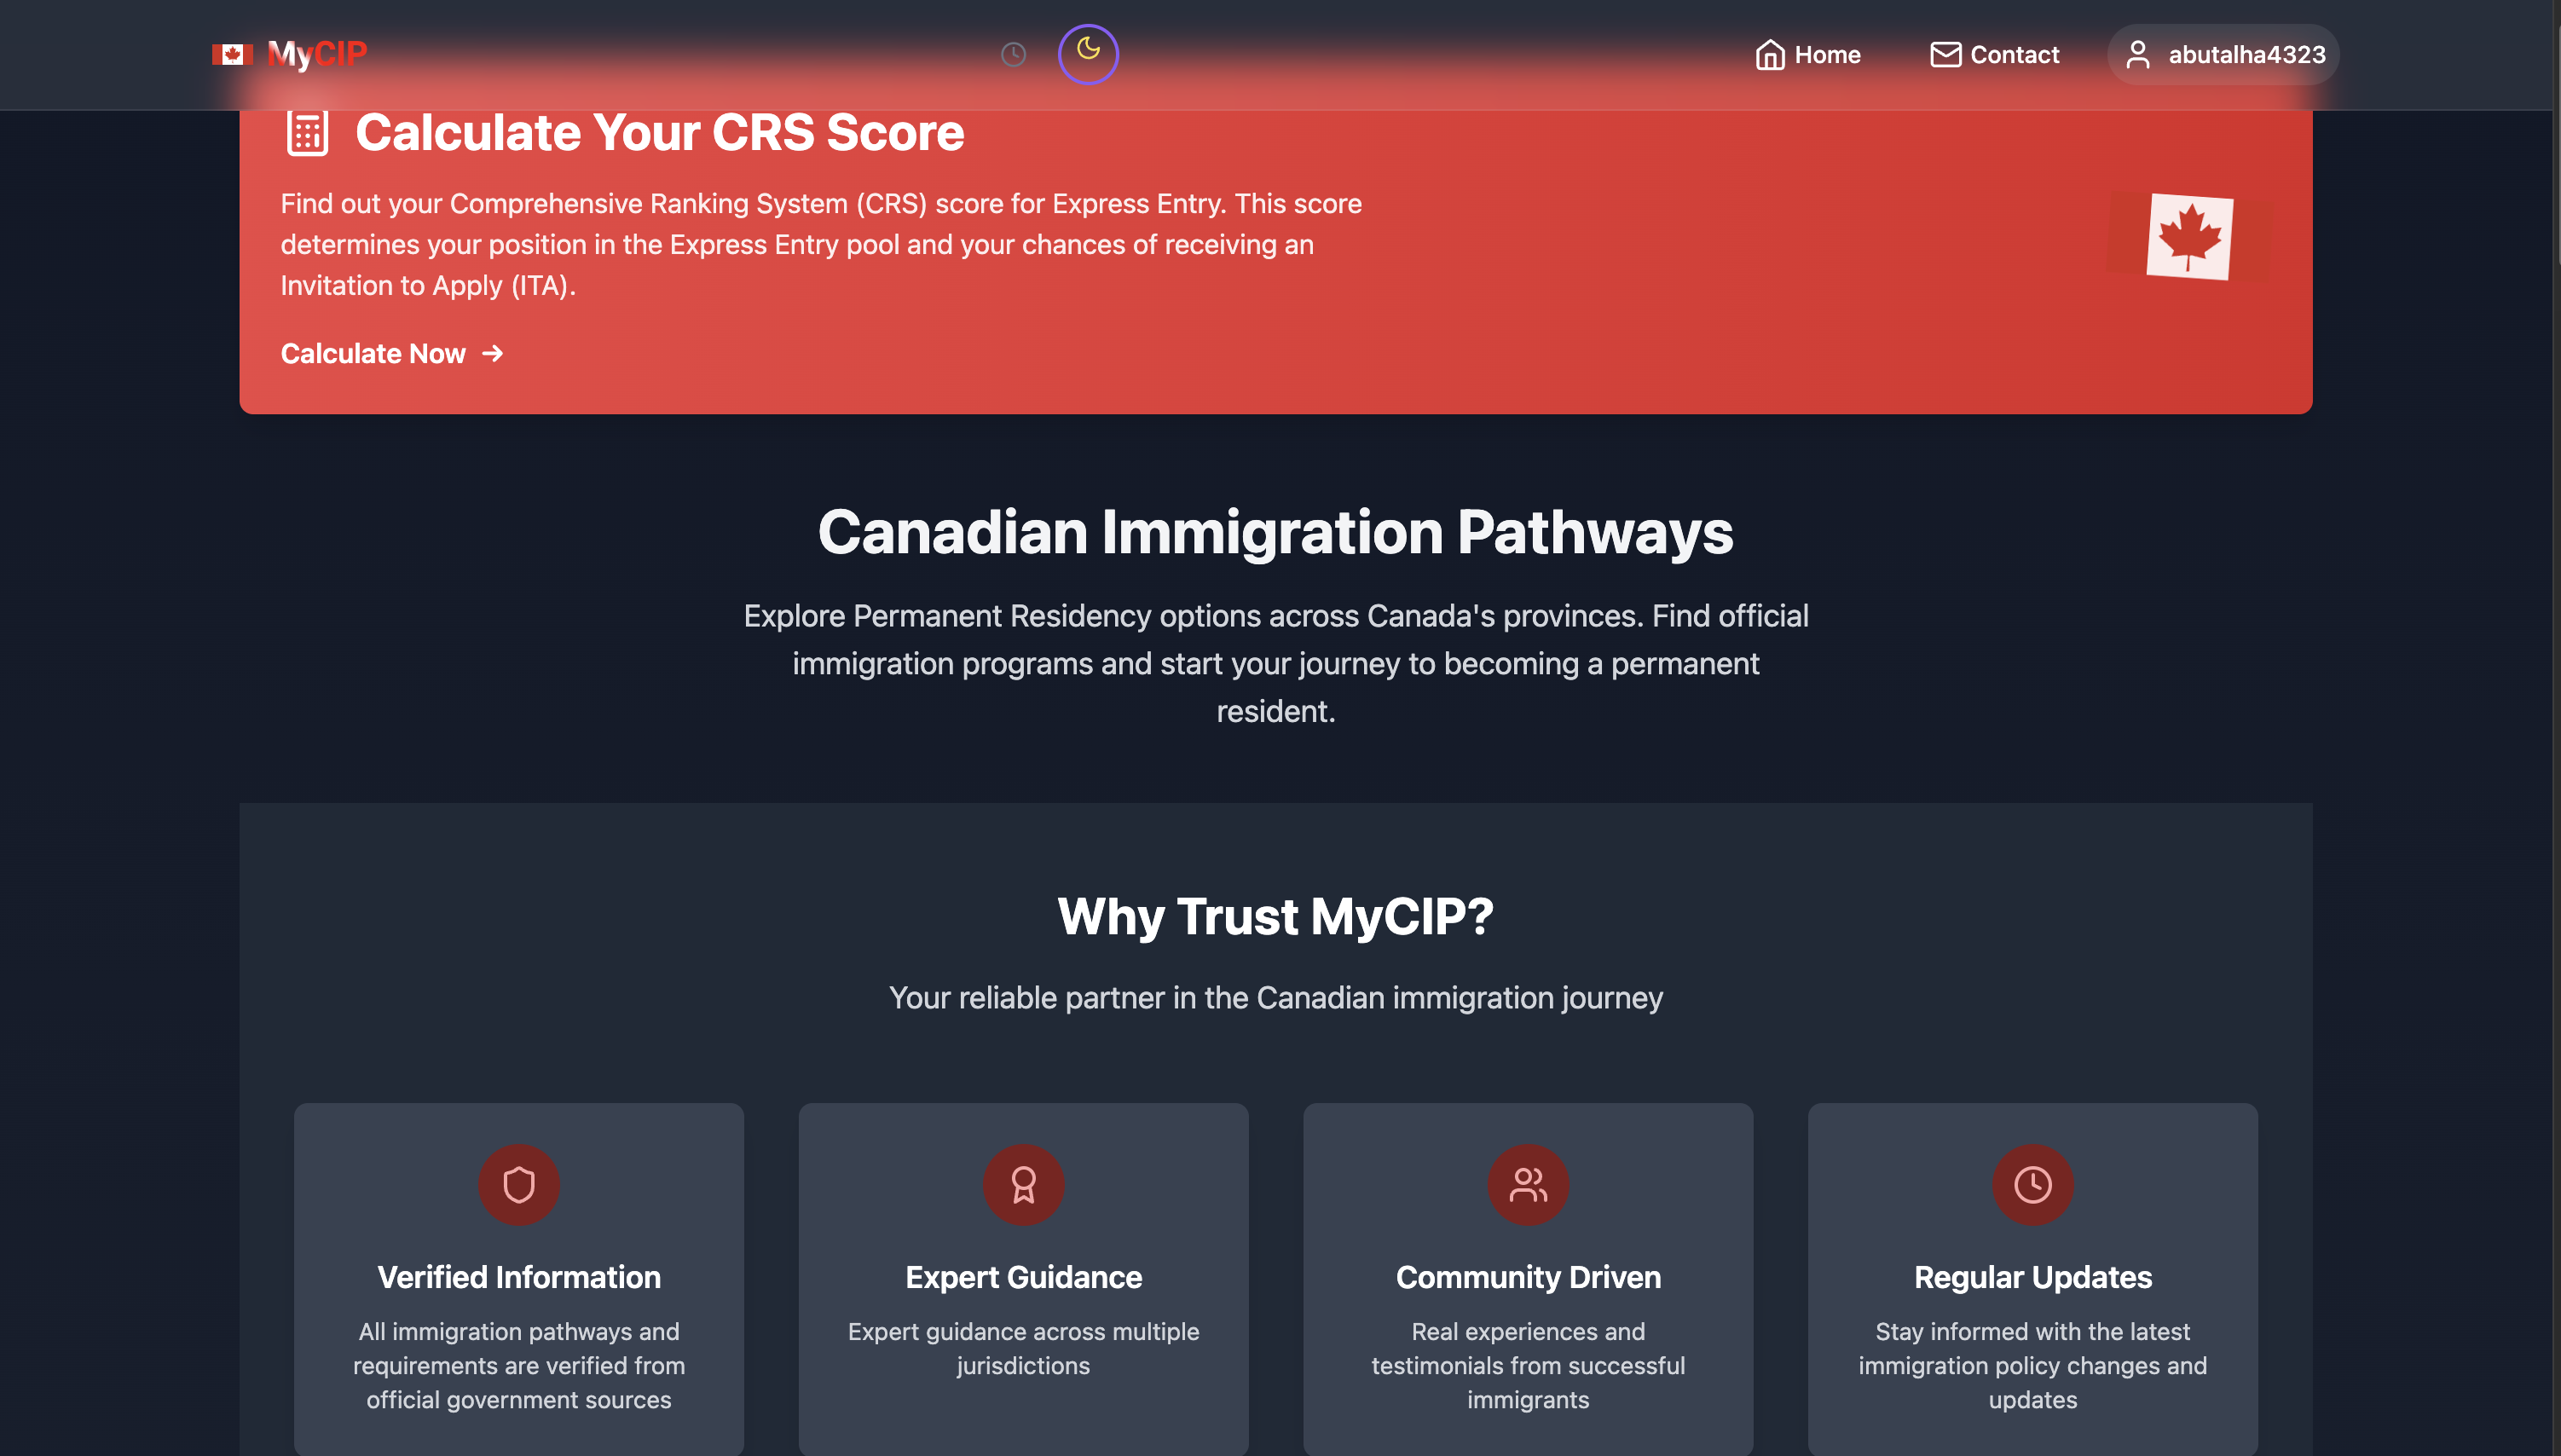 MyCIP
Home
Contact
abutalha4323
Calculate Your CRS Score
Find out your Comprehensive Ranking System (CRS) score for Express Entry. This score
determines your position in the Express Entry pool and your chances of receiving an
Invitation to Apply (ITA).
Calculate Now →
Canadian Immigration Pathways
Explore Permanent Residency options across Canada's provinces. Find official
immigration programs and start your journey to becoming a permanent
resident.
Why Trust MyCIP?
Your reliable partner in the Canadian immigration journey
Verified Information
All immigration pathways and
requirements are verified from
official government sources
Expert Guidance
Expert guidance across multiple
jurisdictions
Community Driven
Real experiences and
testimonials from successful
immigrants
Regular Updates
Stay informed with the latest
immigration policy changes and
updates